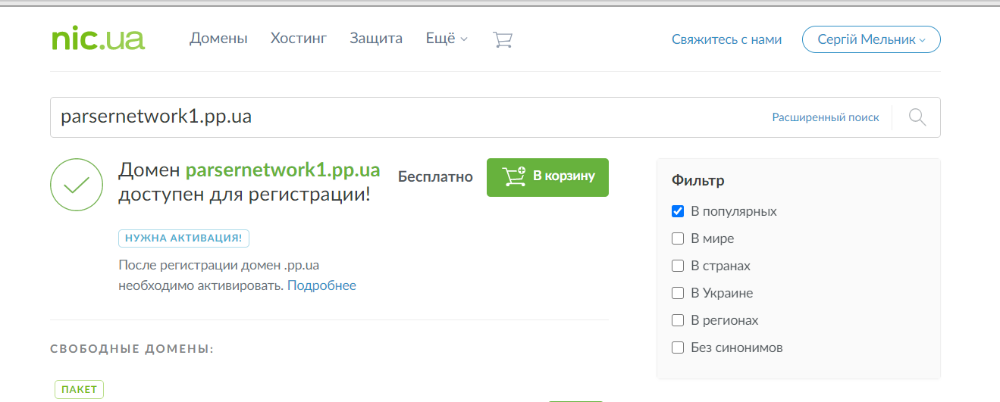 nic.ua
Домены Хостинг Защита Ещё
Свяжитесь с нами
Сергій Мельник
parsernetwork1.pp.ua
Расширенный поиск
Домен parsernetwork1.pp.ua
доступен для регистрации!
Бесплатно
В корзину
НУЖНА АКТИВАЦИЯ!
После регистрации домен .pp.ua
необходимо активировать. Подробнее
СВОБОДНЫЕ ДОМЕНЫ:
ПАКЕТ
Фильтр
В популярных
В мире
В странах
В Украине
В регионах
Без синонимов